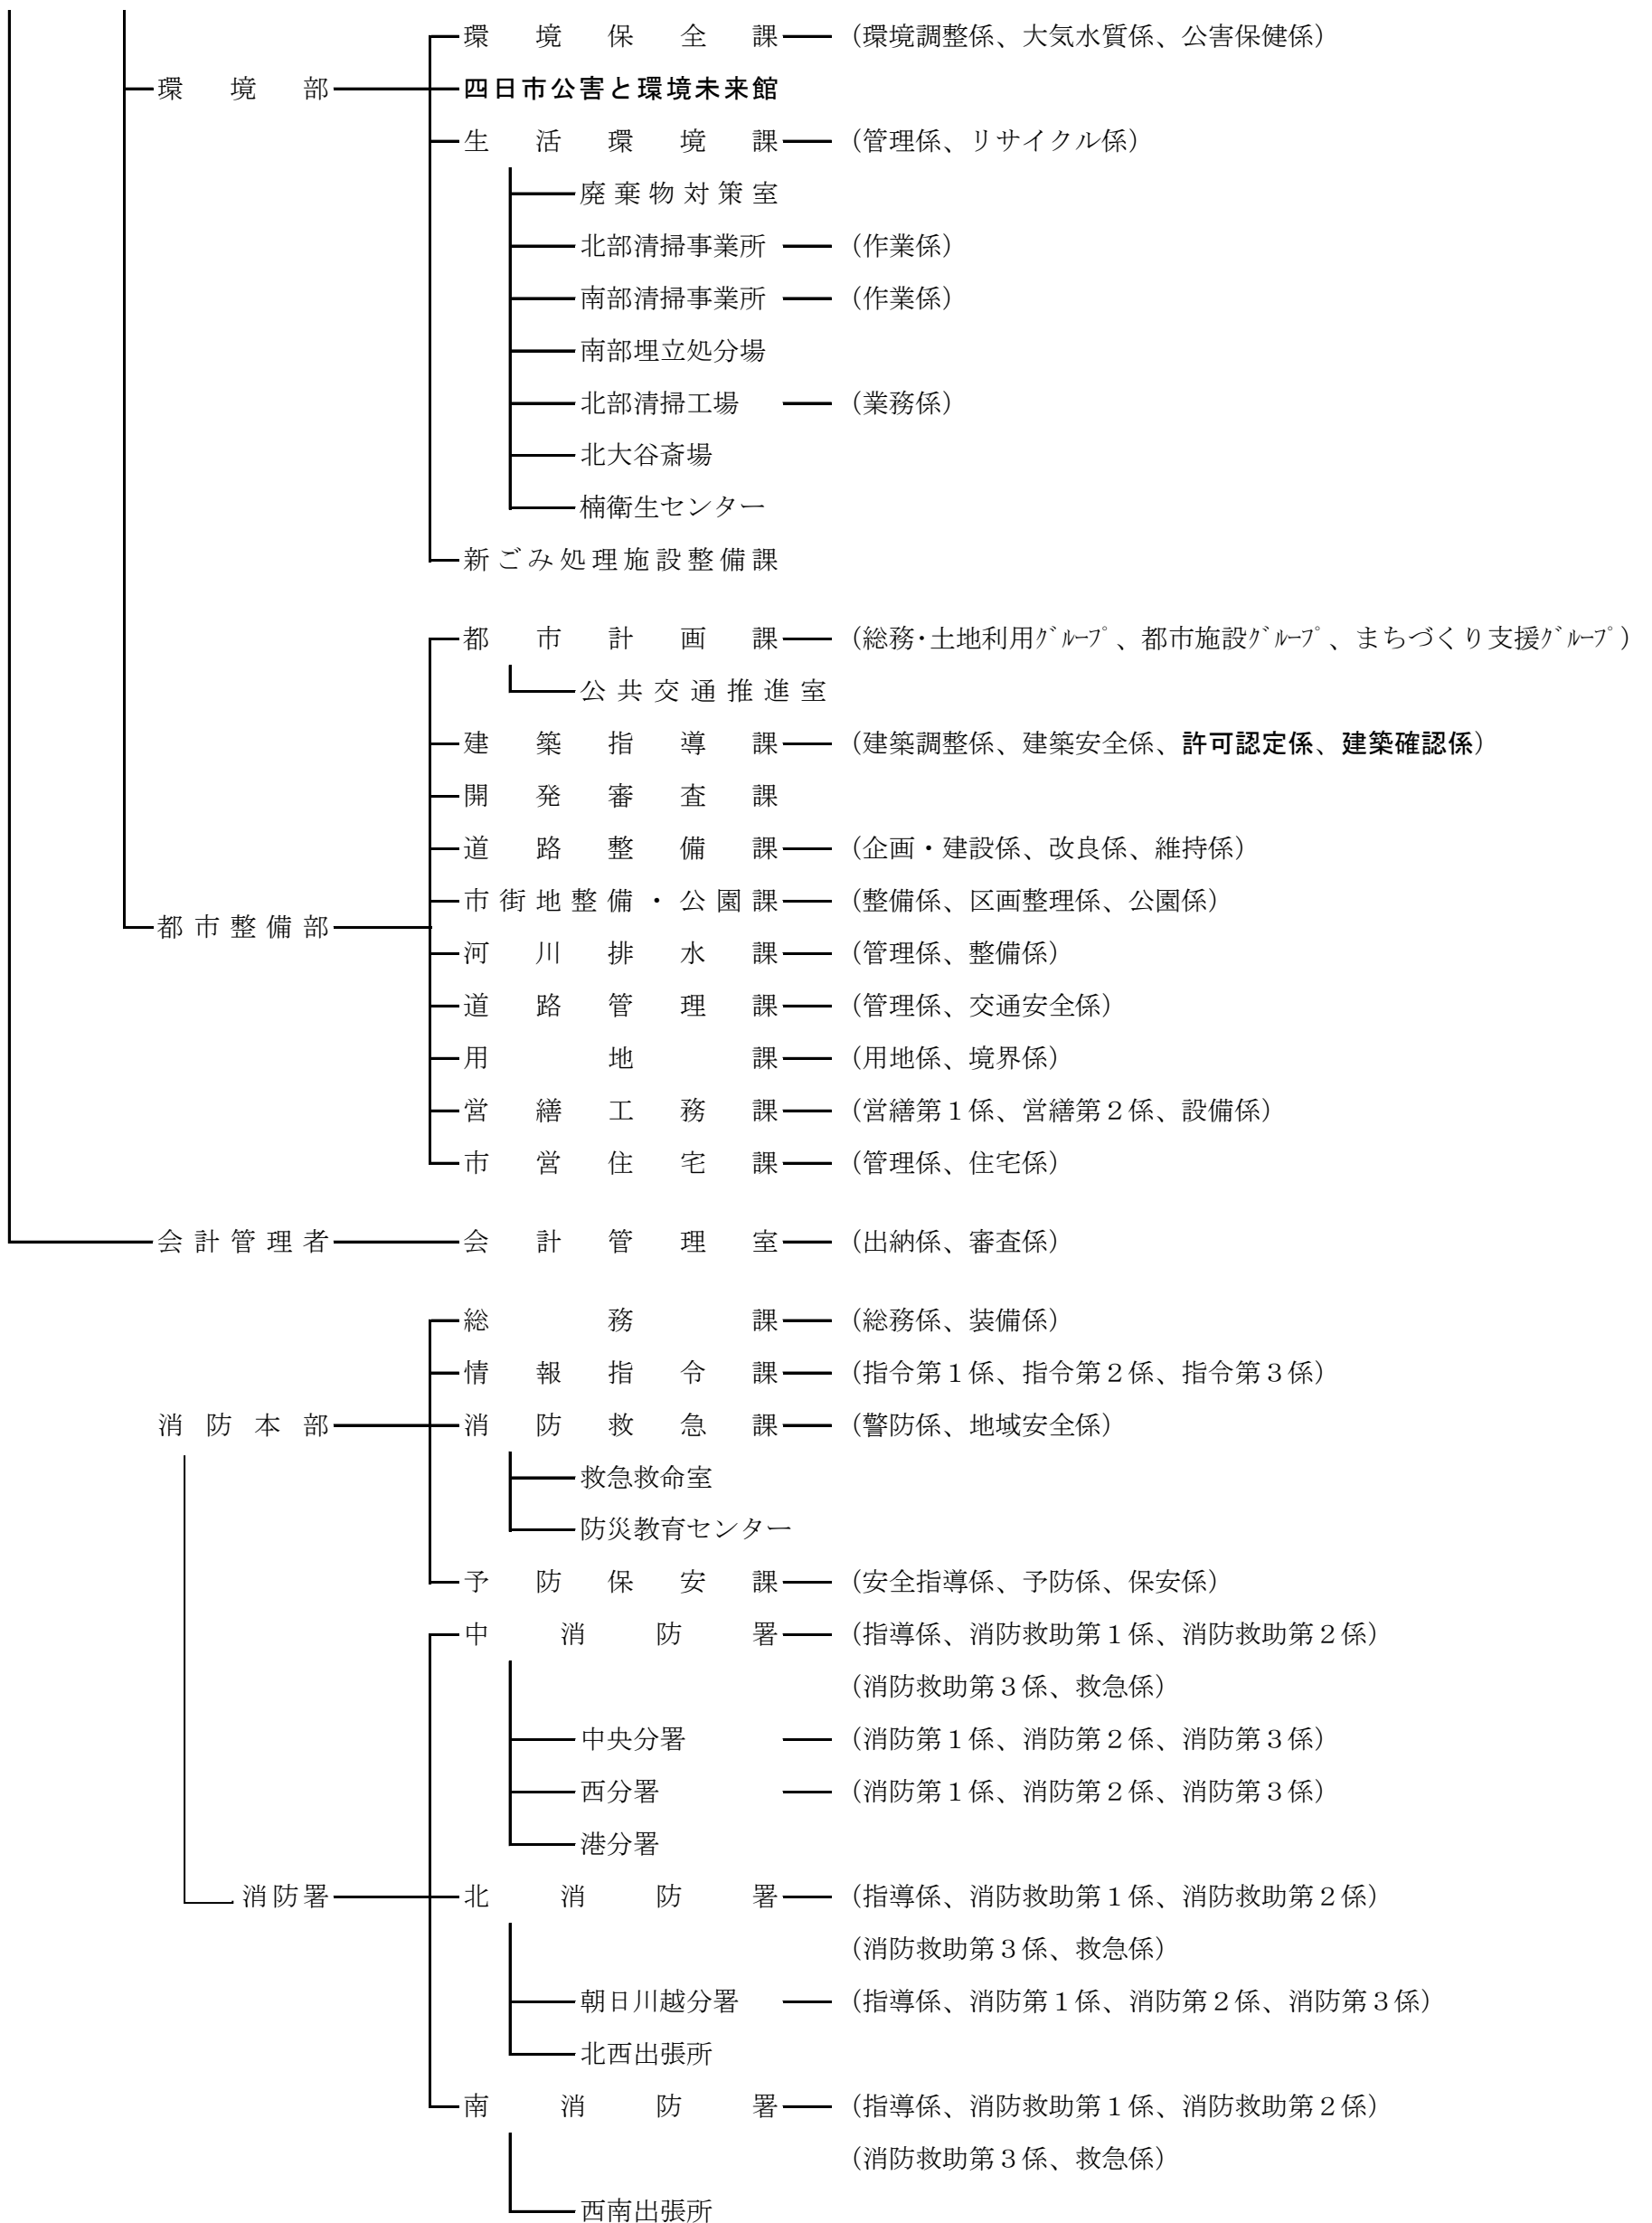 環境保全課 (環境調整係、大気水質係、公害保健係)
環境部 四日市公害と環境未来館
生活環境課 (管理係、リサイクル係)
廃棄物対策室
北部清掃事業所 (作業係)
南部清掃事業所 (作業係)
南部埋立処分場
北部清掃工場 (業務係)
北大谷斎場
楠衛生センター
新ごみ処理施設整備課
都市計画課 (総務・土地利用ｸﾞﾙｰﾌﾟ、都市施設ｸﾞﾙｰﾌﾟ、まちづくり支援ｸﾞﾙｰﾌﾟ)
公共交通推進室
建築指導課 (建築調整係、建築安全係、許可認定係、建築確認係)
開発審査課
道路整備課 (企画・建設係、改良係、維持係)
市街地整備・公園課 (整備係、区画整理係、公園係)
都市整備部
河川排水課 (管理係、整備係)
道路管理課 (管理係、交通安全係)
用地課 (用地係、境界係)
営繕工務課 (営繕第１係、営繕第２係、設備係)
市営住宅課 (管理係、住宅係)
会計管理者 会計管理室 (出納係、審査係)
総務課 (総務係、装備係)
情報指令課 (指令第１係、指令第２係、指令第３係)
消防本部 消防救急課 (警防係、地域安全係)
救急救命室
防災教育センター
予防保安課 (安全指導係、予防係、保安係)
中消防署 (指導係、消防救助第１係、消防救助第２係)
(消防救助第３係、救急係)
中央分署 (消防第１係、消防第２係、消防第３係)
西分署 (消防第１係、消防第２係、消防第３係)
港分署
消防署 北消防署 (指導係、消防救助第１係、消防救助第２係)
(消防救助第３係、救急係)
朝日川越分署 (指導係、消防第１係、消防第２係、消防第３係)
北西出張所
南消防署 (指導係、消防救助第１係、消防救助第２係)
(消防救助第３係、救急係)
西南出張所